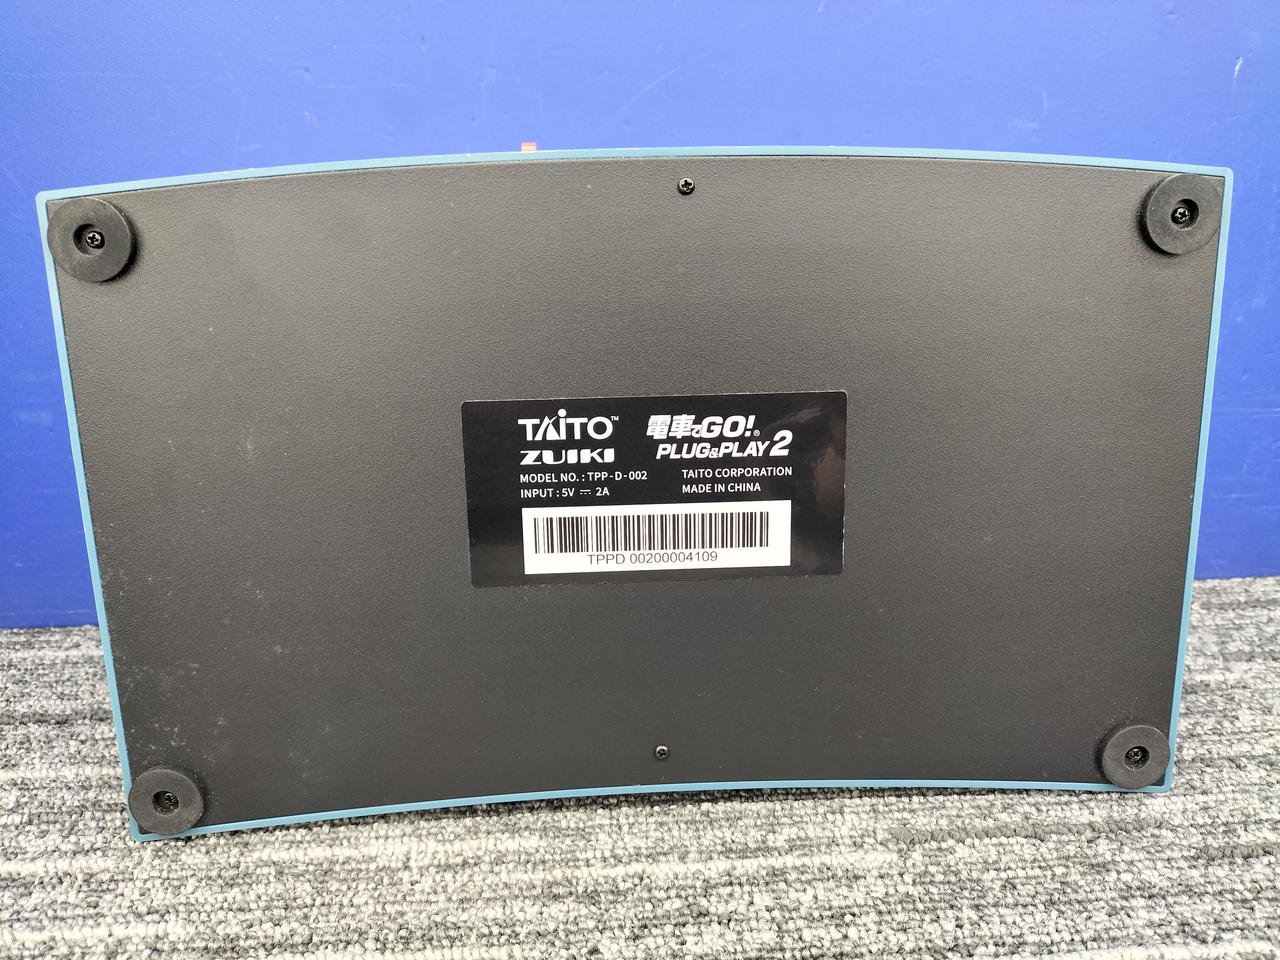 TAITO™
ZUIKI
電車でGO!®
PLUG&PLAY2
MODEL NO.: TPP-D-002
INPUT : 5V ⎓ 2A
TAITO CORPORATION
MADE IN CHINA
TPPD 00200004109